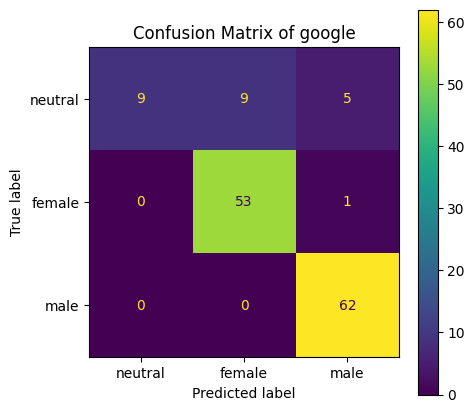 Confusion Matrix of google
True label
neutral 9 9 5
female 0 53 1
male 0 0 62
neutral female male
Predicted label
60
50
40
30
20
10
0